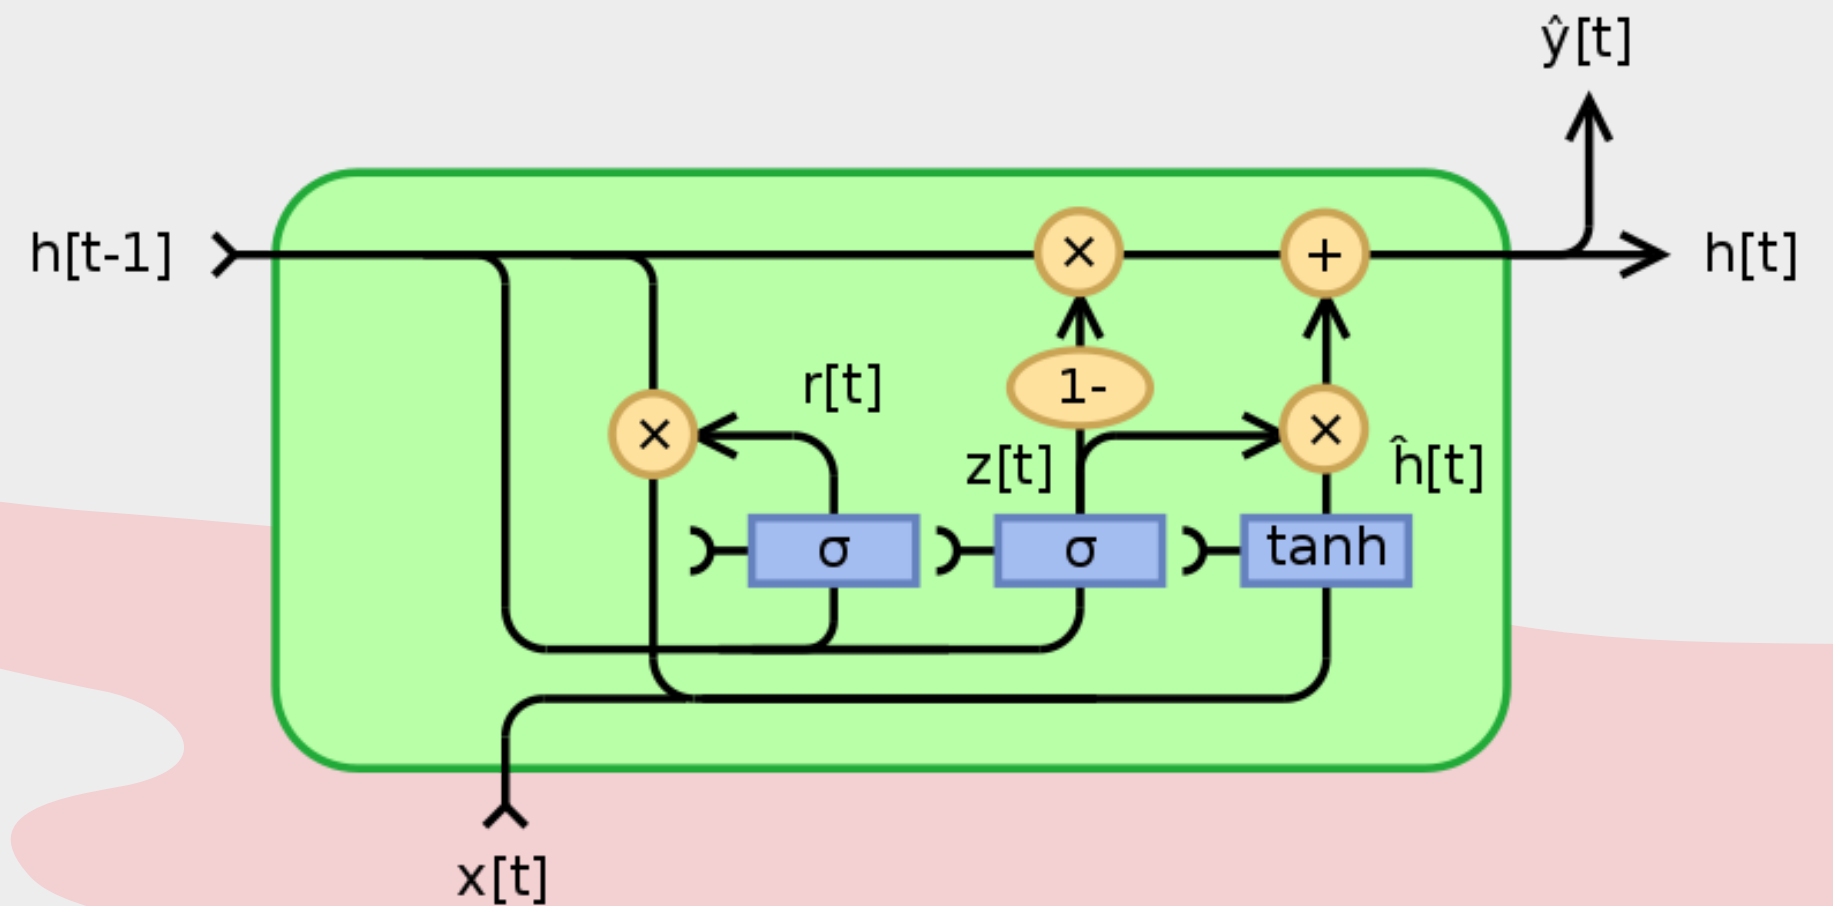 ŷ[t]
h[t-1]
×
+
h[t]
r[t]
1-
×
z[t]
×
ĥ[t]
σ
σ
tanh
x[t]